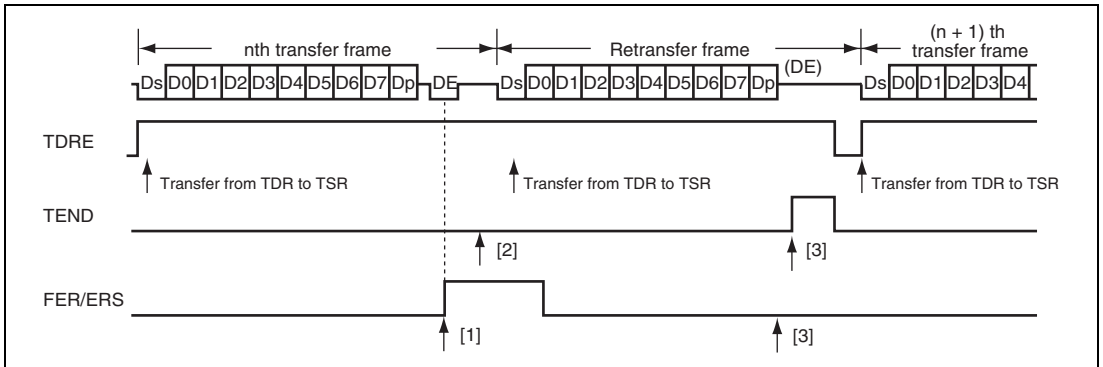 nth transfer frame
Retransfer frame
(n + 1) th
transfer frame
Ds D0 D1 D2 D3 D4 D5 D6 D7 Dp DE
Ds D0 D1 D2 D3 D4 D5 D6 D7 Dp (DE)
Ds D0 D1 D2 D3 D4
TDRE
Transfer from TDR to TSR
Transfer from TDR to TSR
Transfer from TDR to TSR
TEND
[2]
[3]
FER/ERS
[1]
[3]